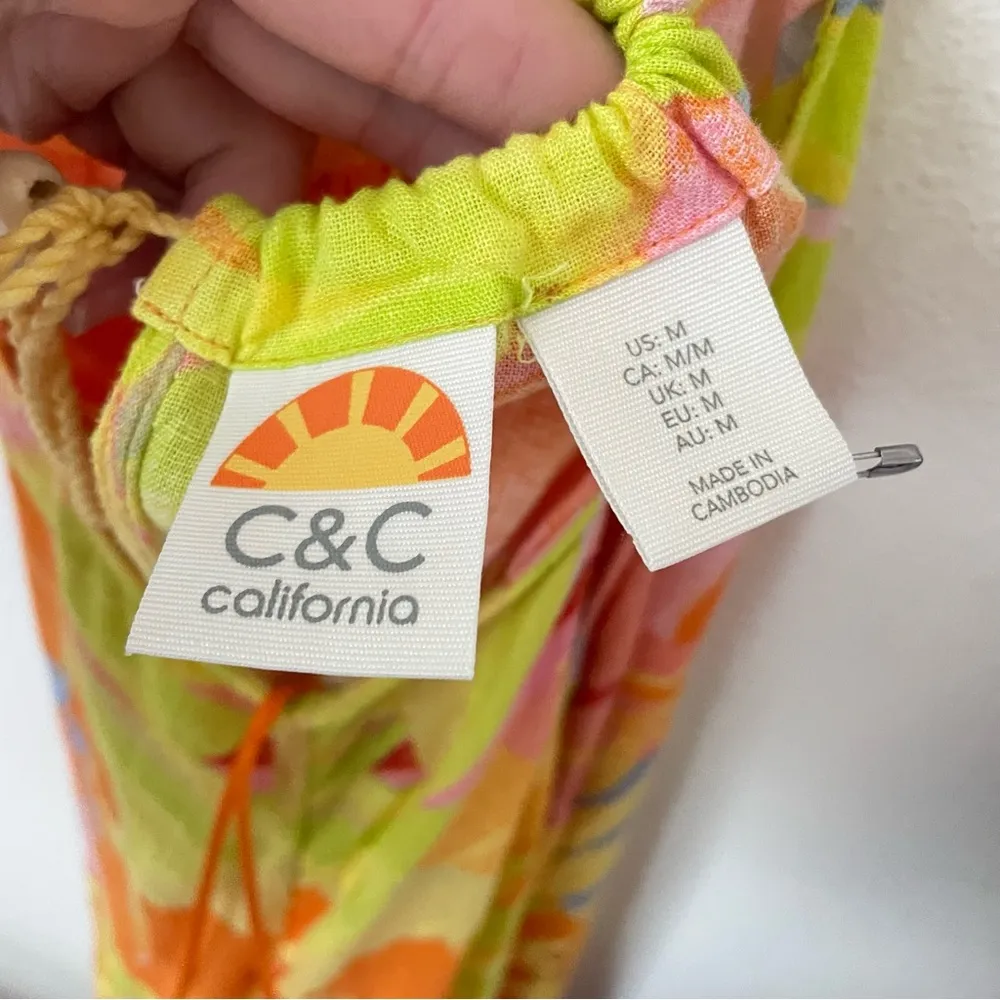 C&C
california
US: M
CA: M/M
UK: M
EU: M
AU: M
MADE IN
CAMBODIA